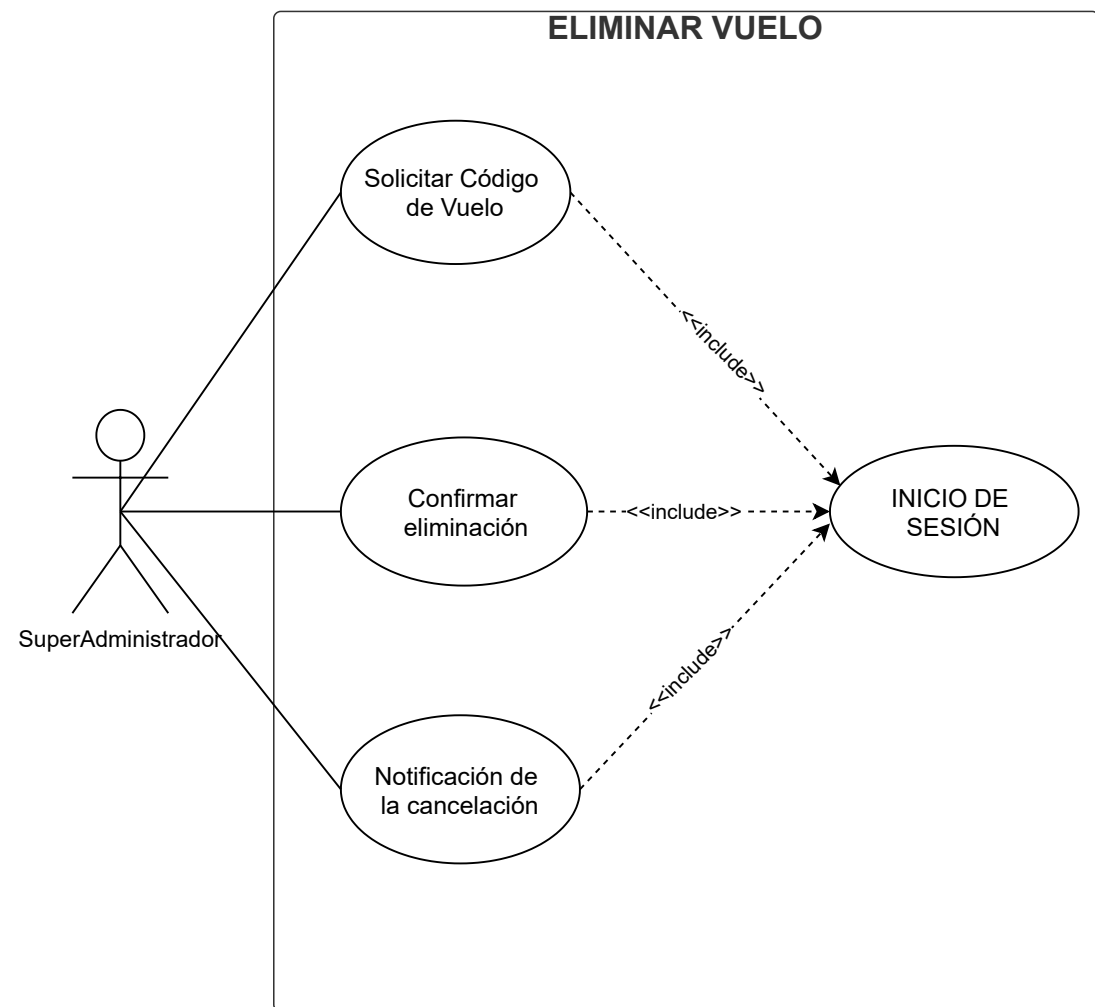 ELIMINAR VUELO
Solicitar Código
de Vuelo
<<include>>
Confirmar
eliminación
<<include>>
INICIO DE
SESIÓN
SuperAdministrador
<<include>>
Notificación de
la cancelación